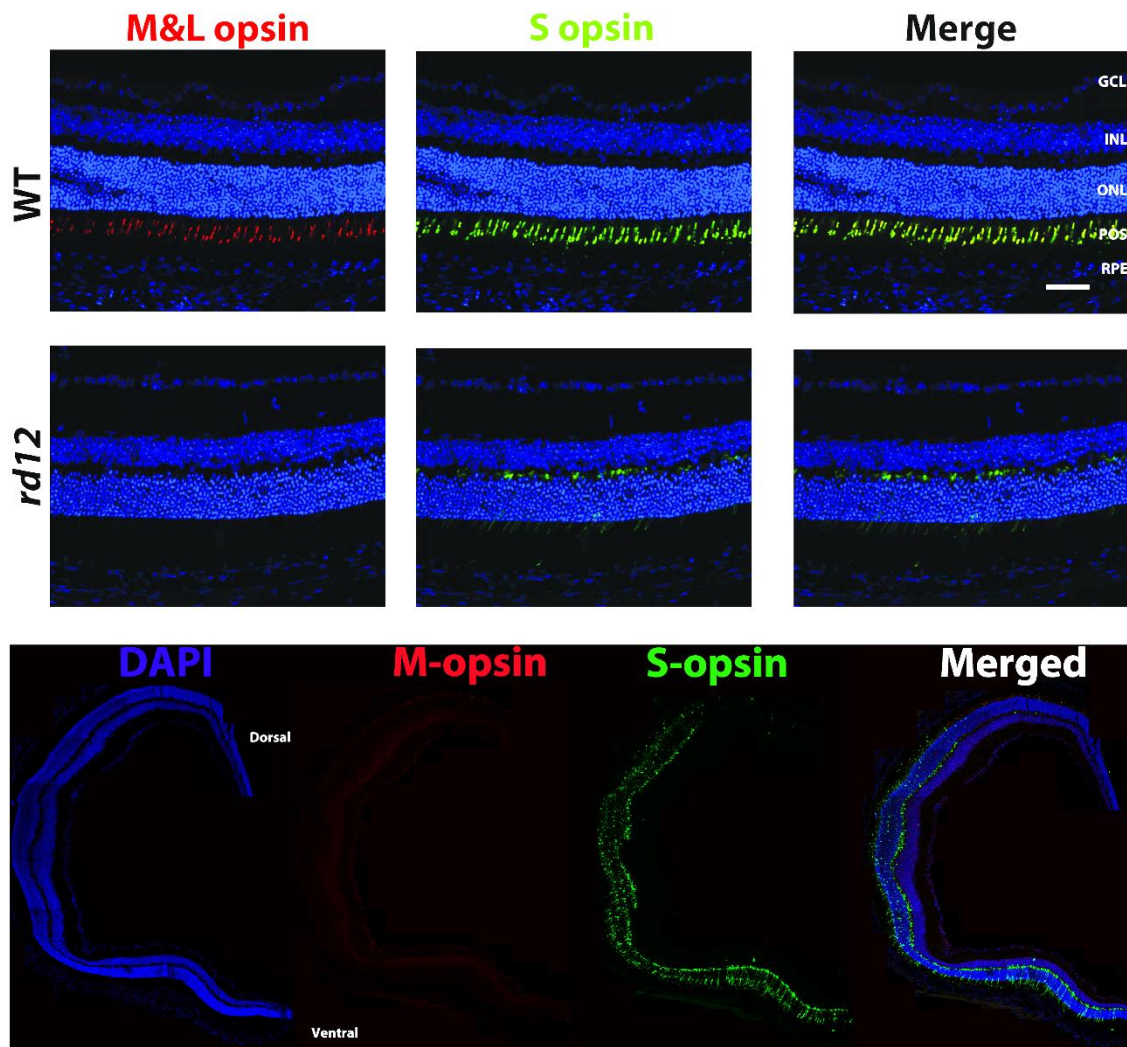 M&L opsin
S opsin
Merge
WT
GCL
INL
ONL
POS
RPE
rd12
DAPI
M-opsin
S-opsin
Merged
Dorsal
Ventral